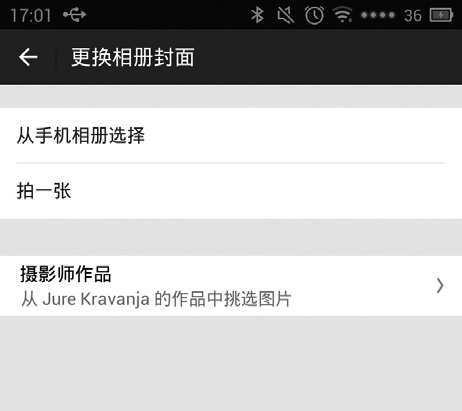 17:01 36
更换相册封面
从手机相册选择
拍一张
摄影师作品
从 Jure Kravanja 的作品中挑选图片